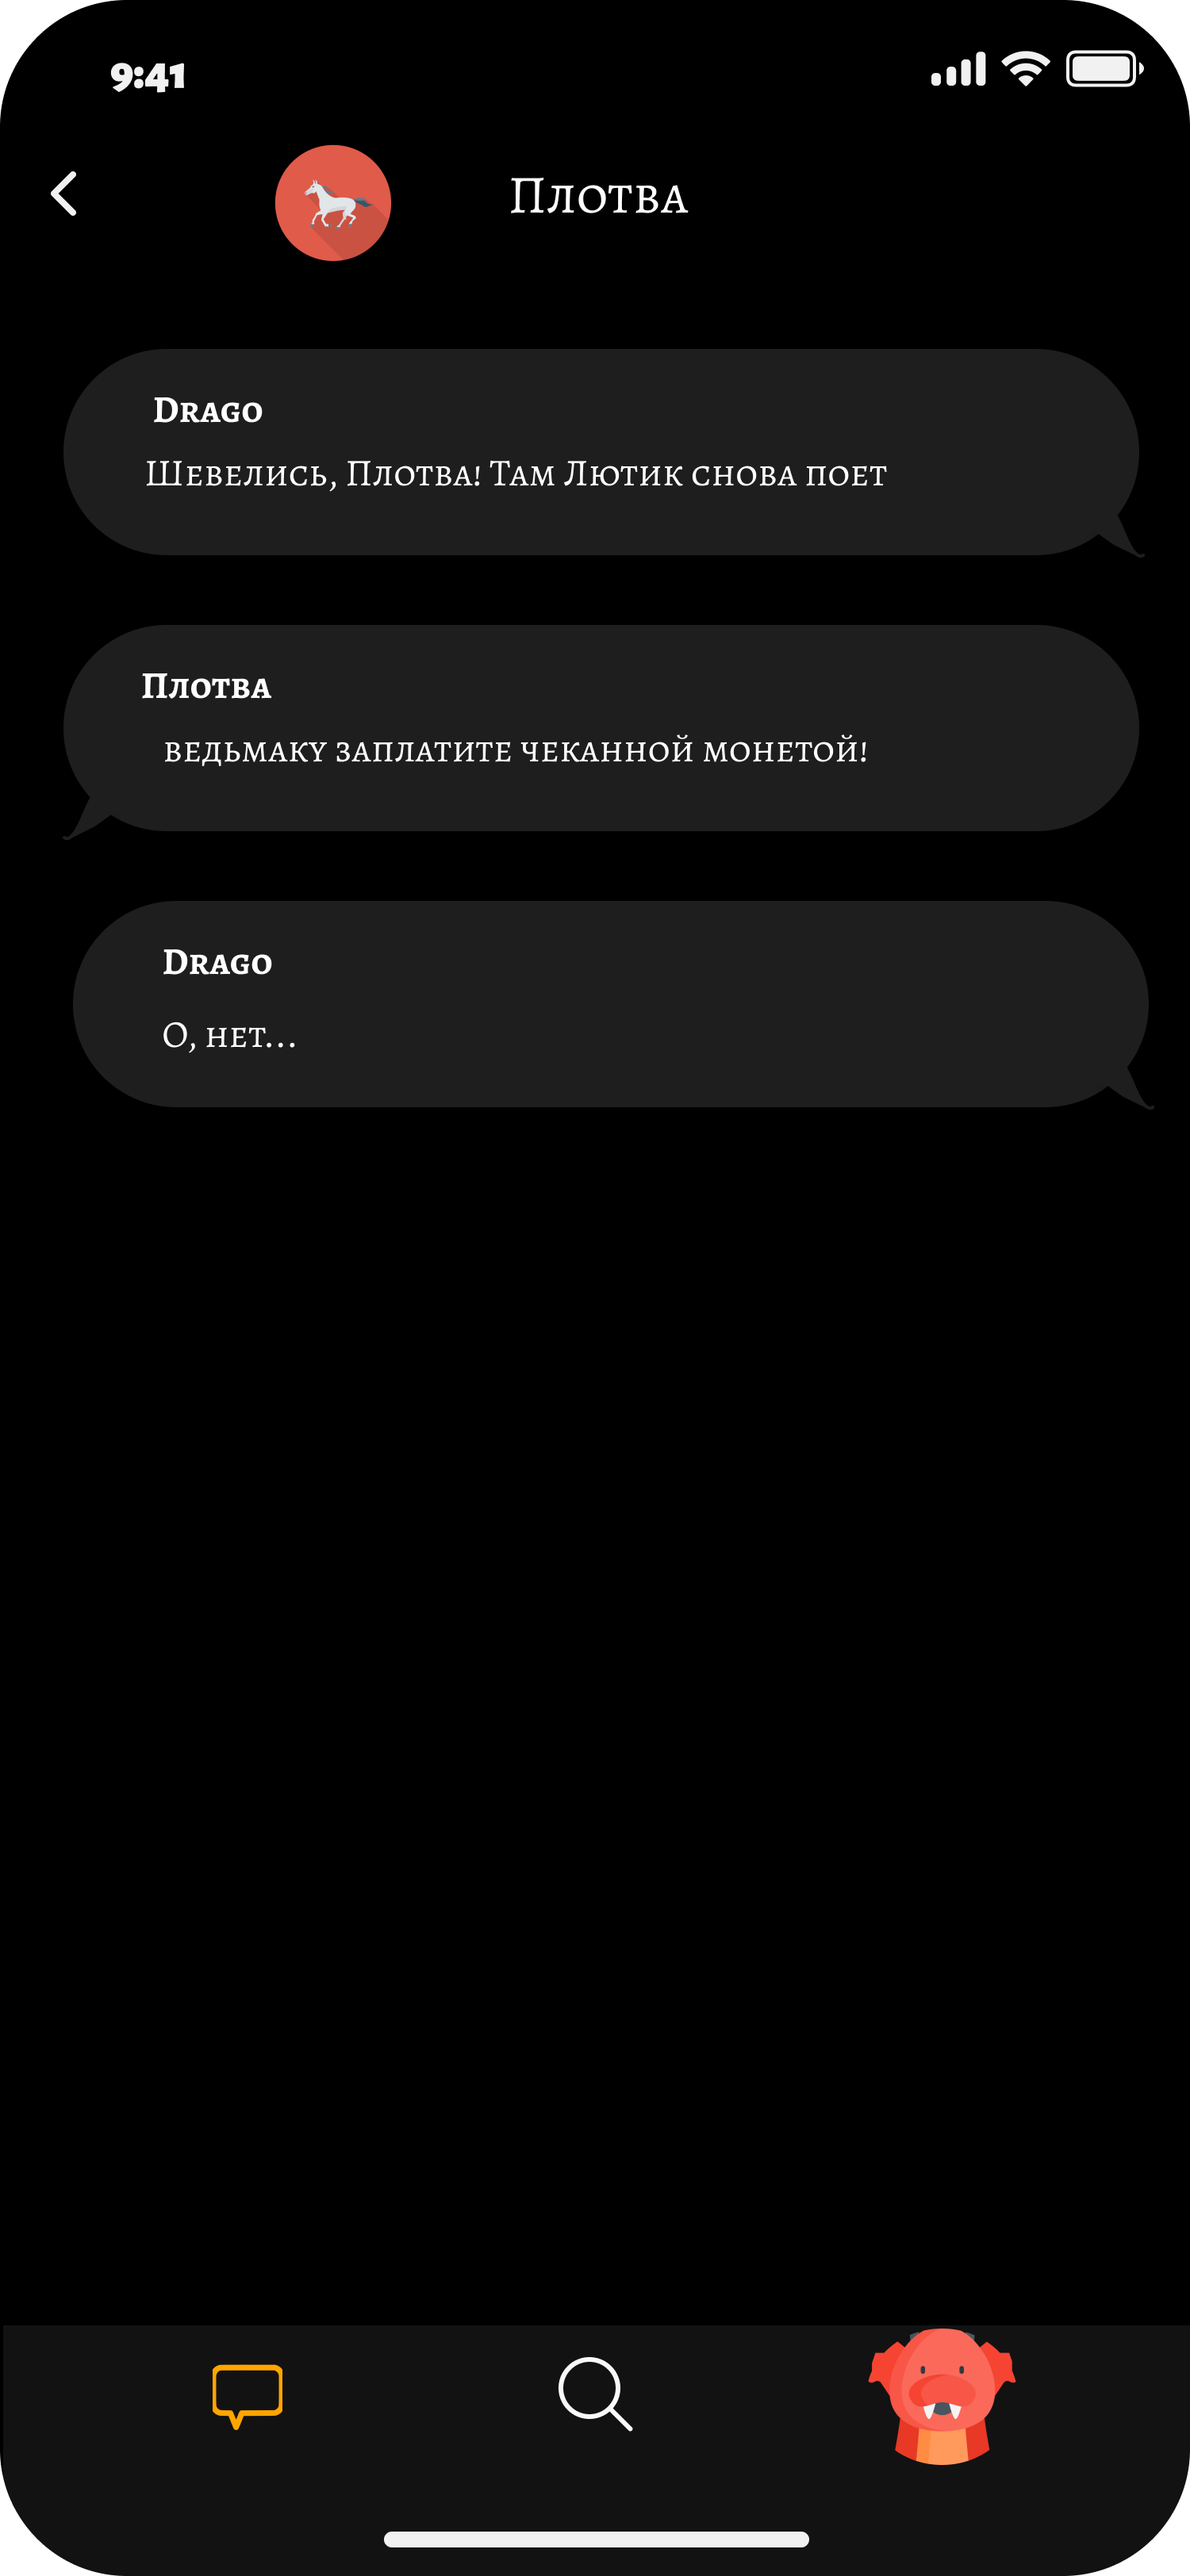 9:41
Плотва
Drago
Шевелись, Плотва! Там Лютик снова поет
Плотва
ведьмаку заплатите чеканной монетой!
Drago
О, нет...